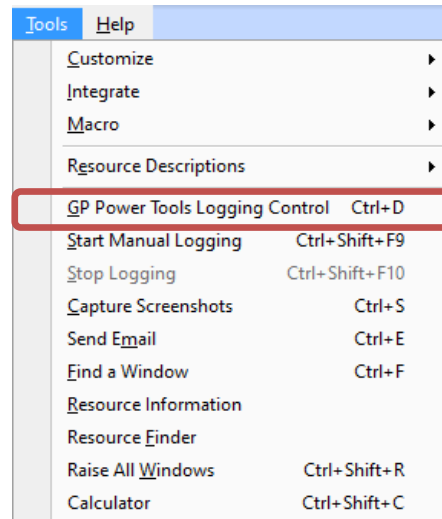 Tools Help
Customize
Integrate
Macro
Resource Descriptions
GP Power Tools Logging Control Ctrl+D
Start Manual Logging Ctrl+Shift+F9
Stop Logging Ctrl+Shift+F10
Capture Screenshots Ctrl+S
Send Email Ctrl+E
Find a Window Ctrl+F
Resource Information
Resource Finder
Raise All Windows Ctrl+Shift+R
Calculator Ctrl+Shift+C